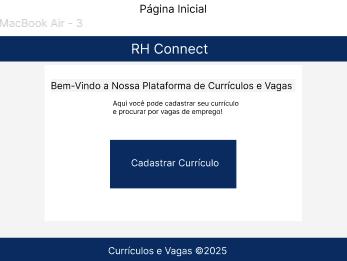 Página Inicial
MacBook Air - 3
RH Connect
Bem-Vindo a Nossa Plataforma de Currículos e Vagas
Aqui você pode cadastrar seu currículo
e procurar por vagas de emprego!
Cadastrar Currículo
Currículos e Vagas ©2025